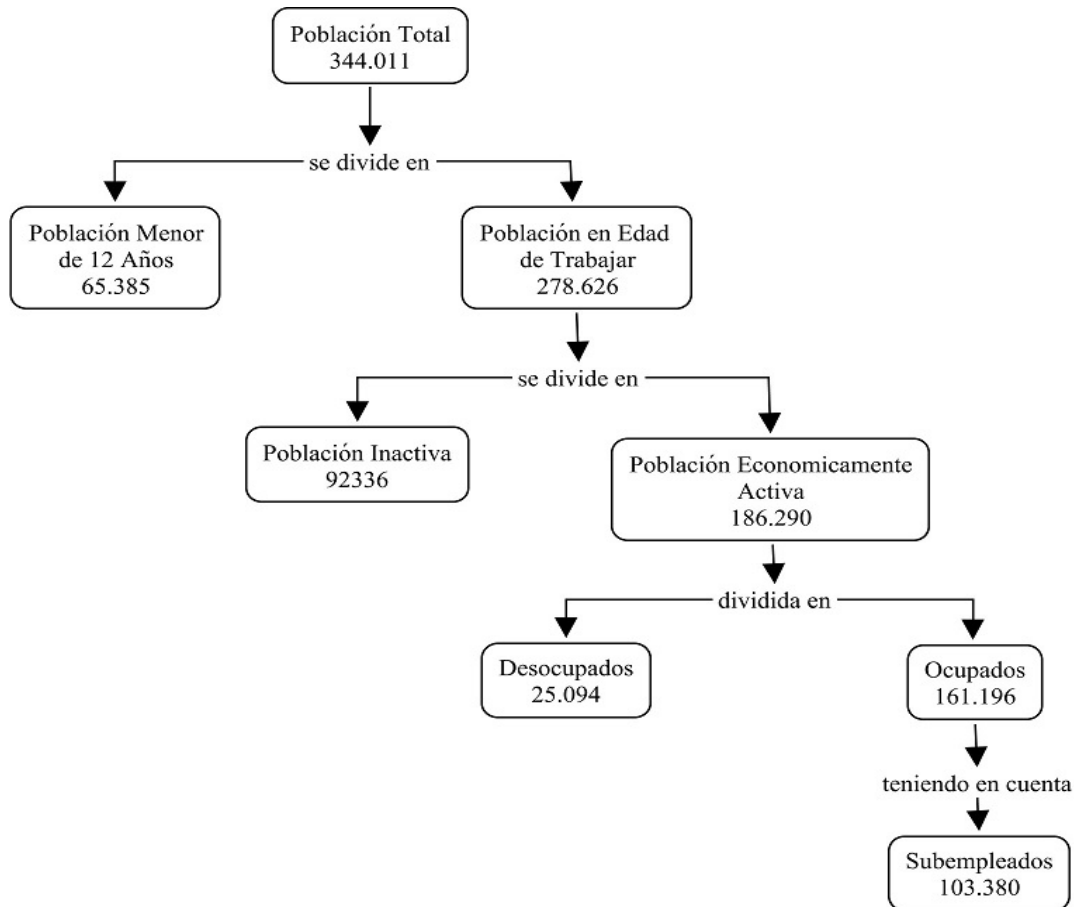 Población Total
344.011
se divide en
Población Menor
de 12 Años
65.385
Población en Edad
de Trabajar
278.626
se divide en
Población Inactiva
92336
Población Economicamente
Activa
186.290
dividida en
Desocupados
25.094
Ocupados
161.196
teniendo en cuenta
Subempleados
103.380